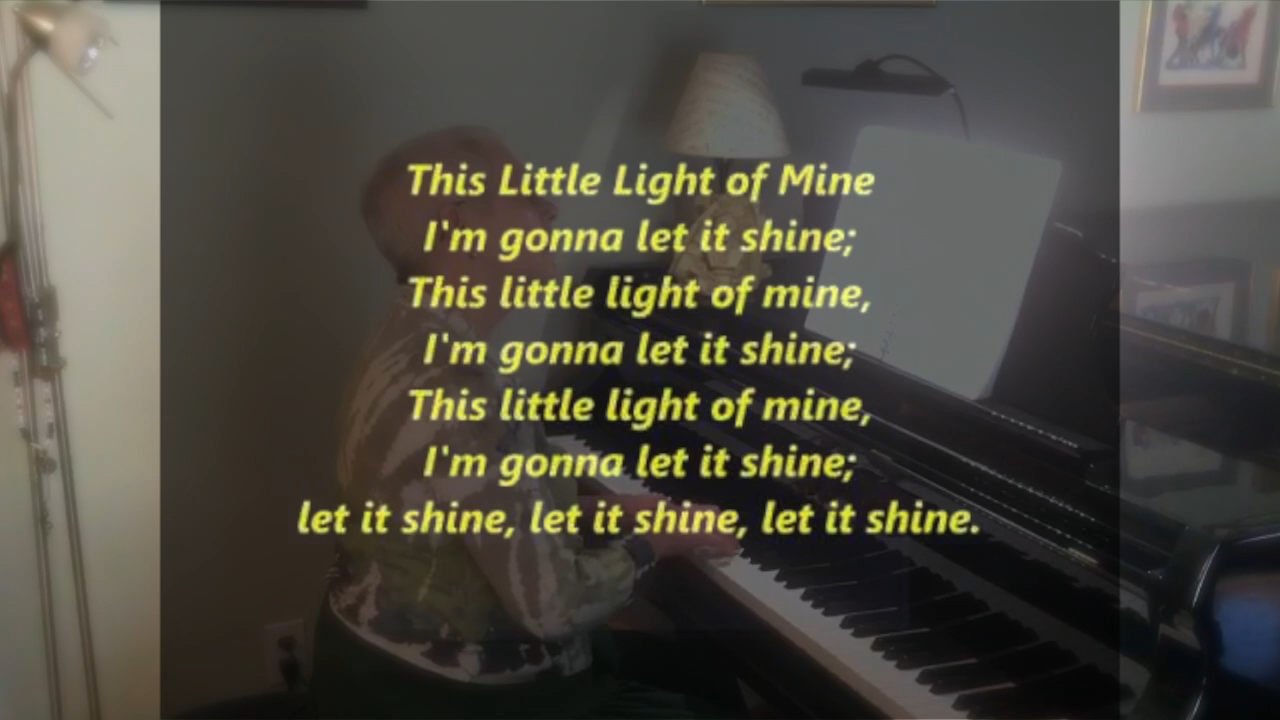 This Little Light of Mine
I'm gonna let it shine;
This little light of mine,
I'm gonna let it shine;
This little light of mine,
I'm gonna let it shine;
let it shine, let it shine, let it shine.